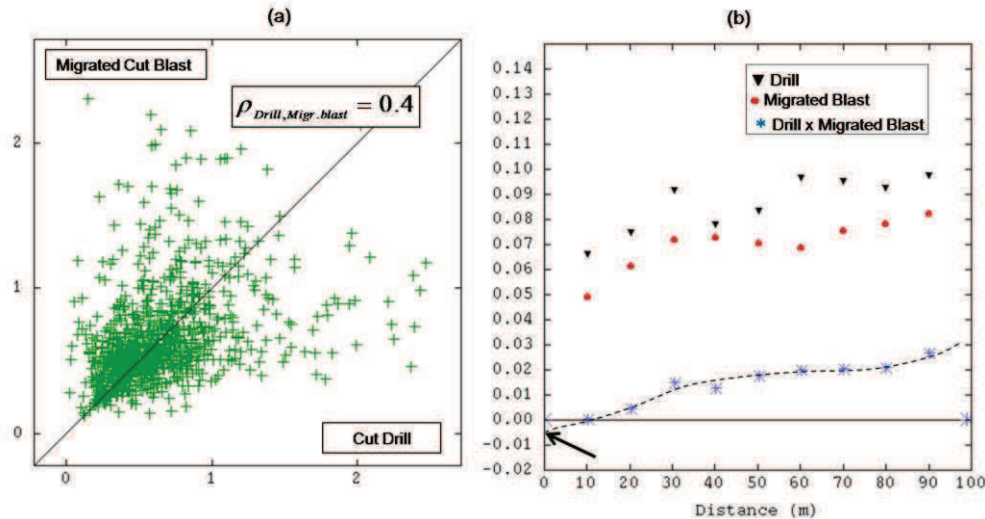 (a)
Migrated Cut Blast
ρ Drill,Migr.blast = 0.4
Cut Drill
2
1
0
0
1
2
(b)
Drill
Migrated Blast
Drill x Migrated Blast
0.14
0.13
0.12
0.11
0.10
0.09
0.08
0.07
0.06
0.05
0.04
0.03
0.02
0.01
0.00
-0.01
-0.02
0 10 20 30 40 50 60 70 80 90 100
Distance (m)